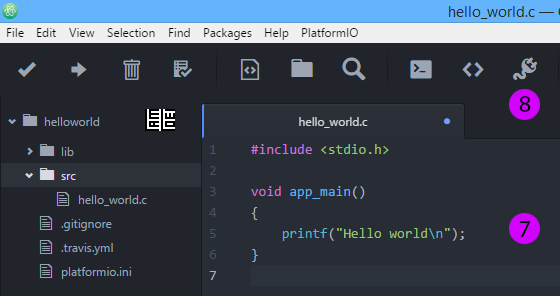 hello_world.c —
File Edit View Selection Find Packages Help PlatformIO
8
helloworld
hello_world.c
lib
src
hello_world.c
.gitignore
.travis.yml
platformio.ini
1 #include <stdio.h>
2
3 void app_main()
4 {
5 printf("Hello world\n");
6 }
7
7